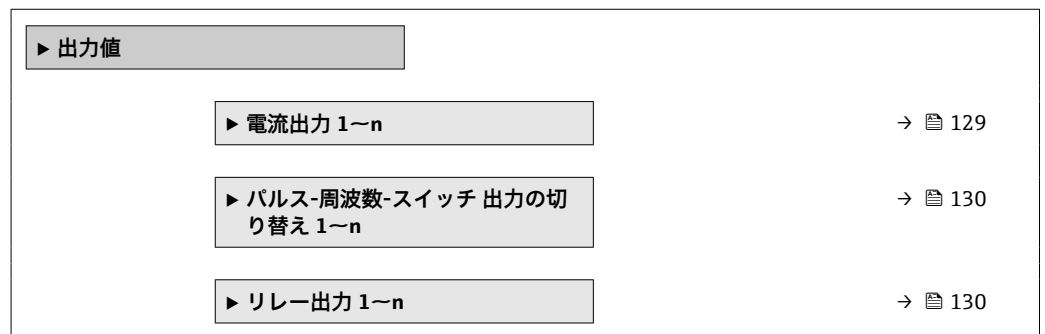 ▶ 出力値
▶ 電流出力 1～n → 129
▶ パルス-周波数-スイッチ 出力の切
り替え 1～n → 130
▶ リレー出力 1～n → 130